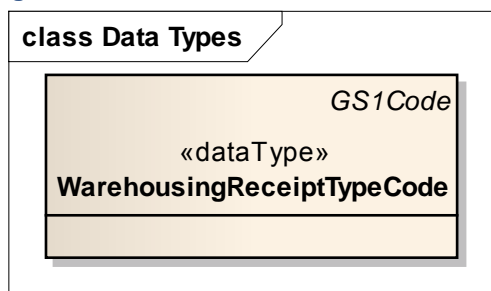 class Data Types
GS1Code
«dataType»
WarehousingReceiptTypeCode